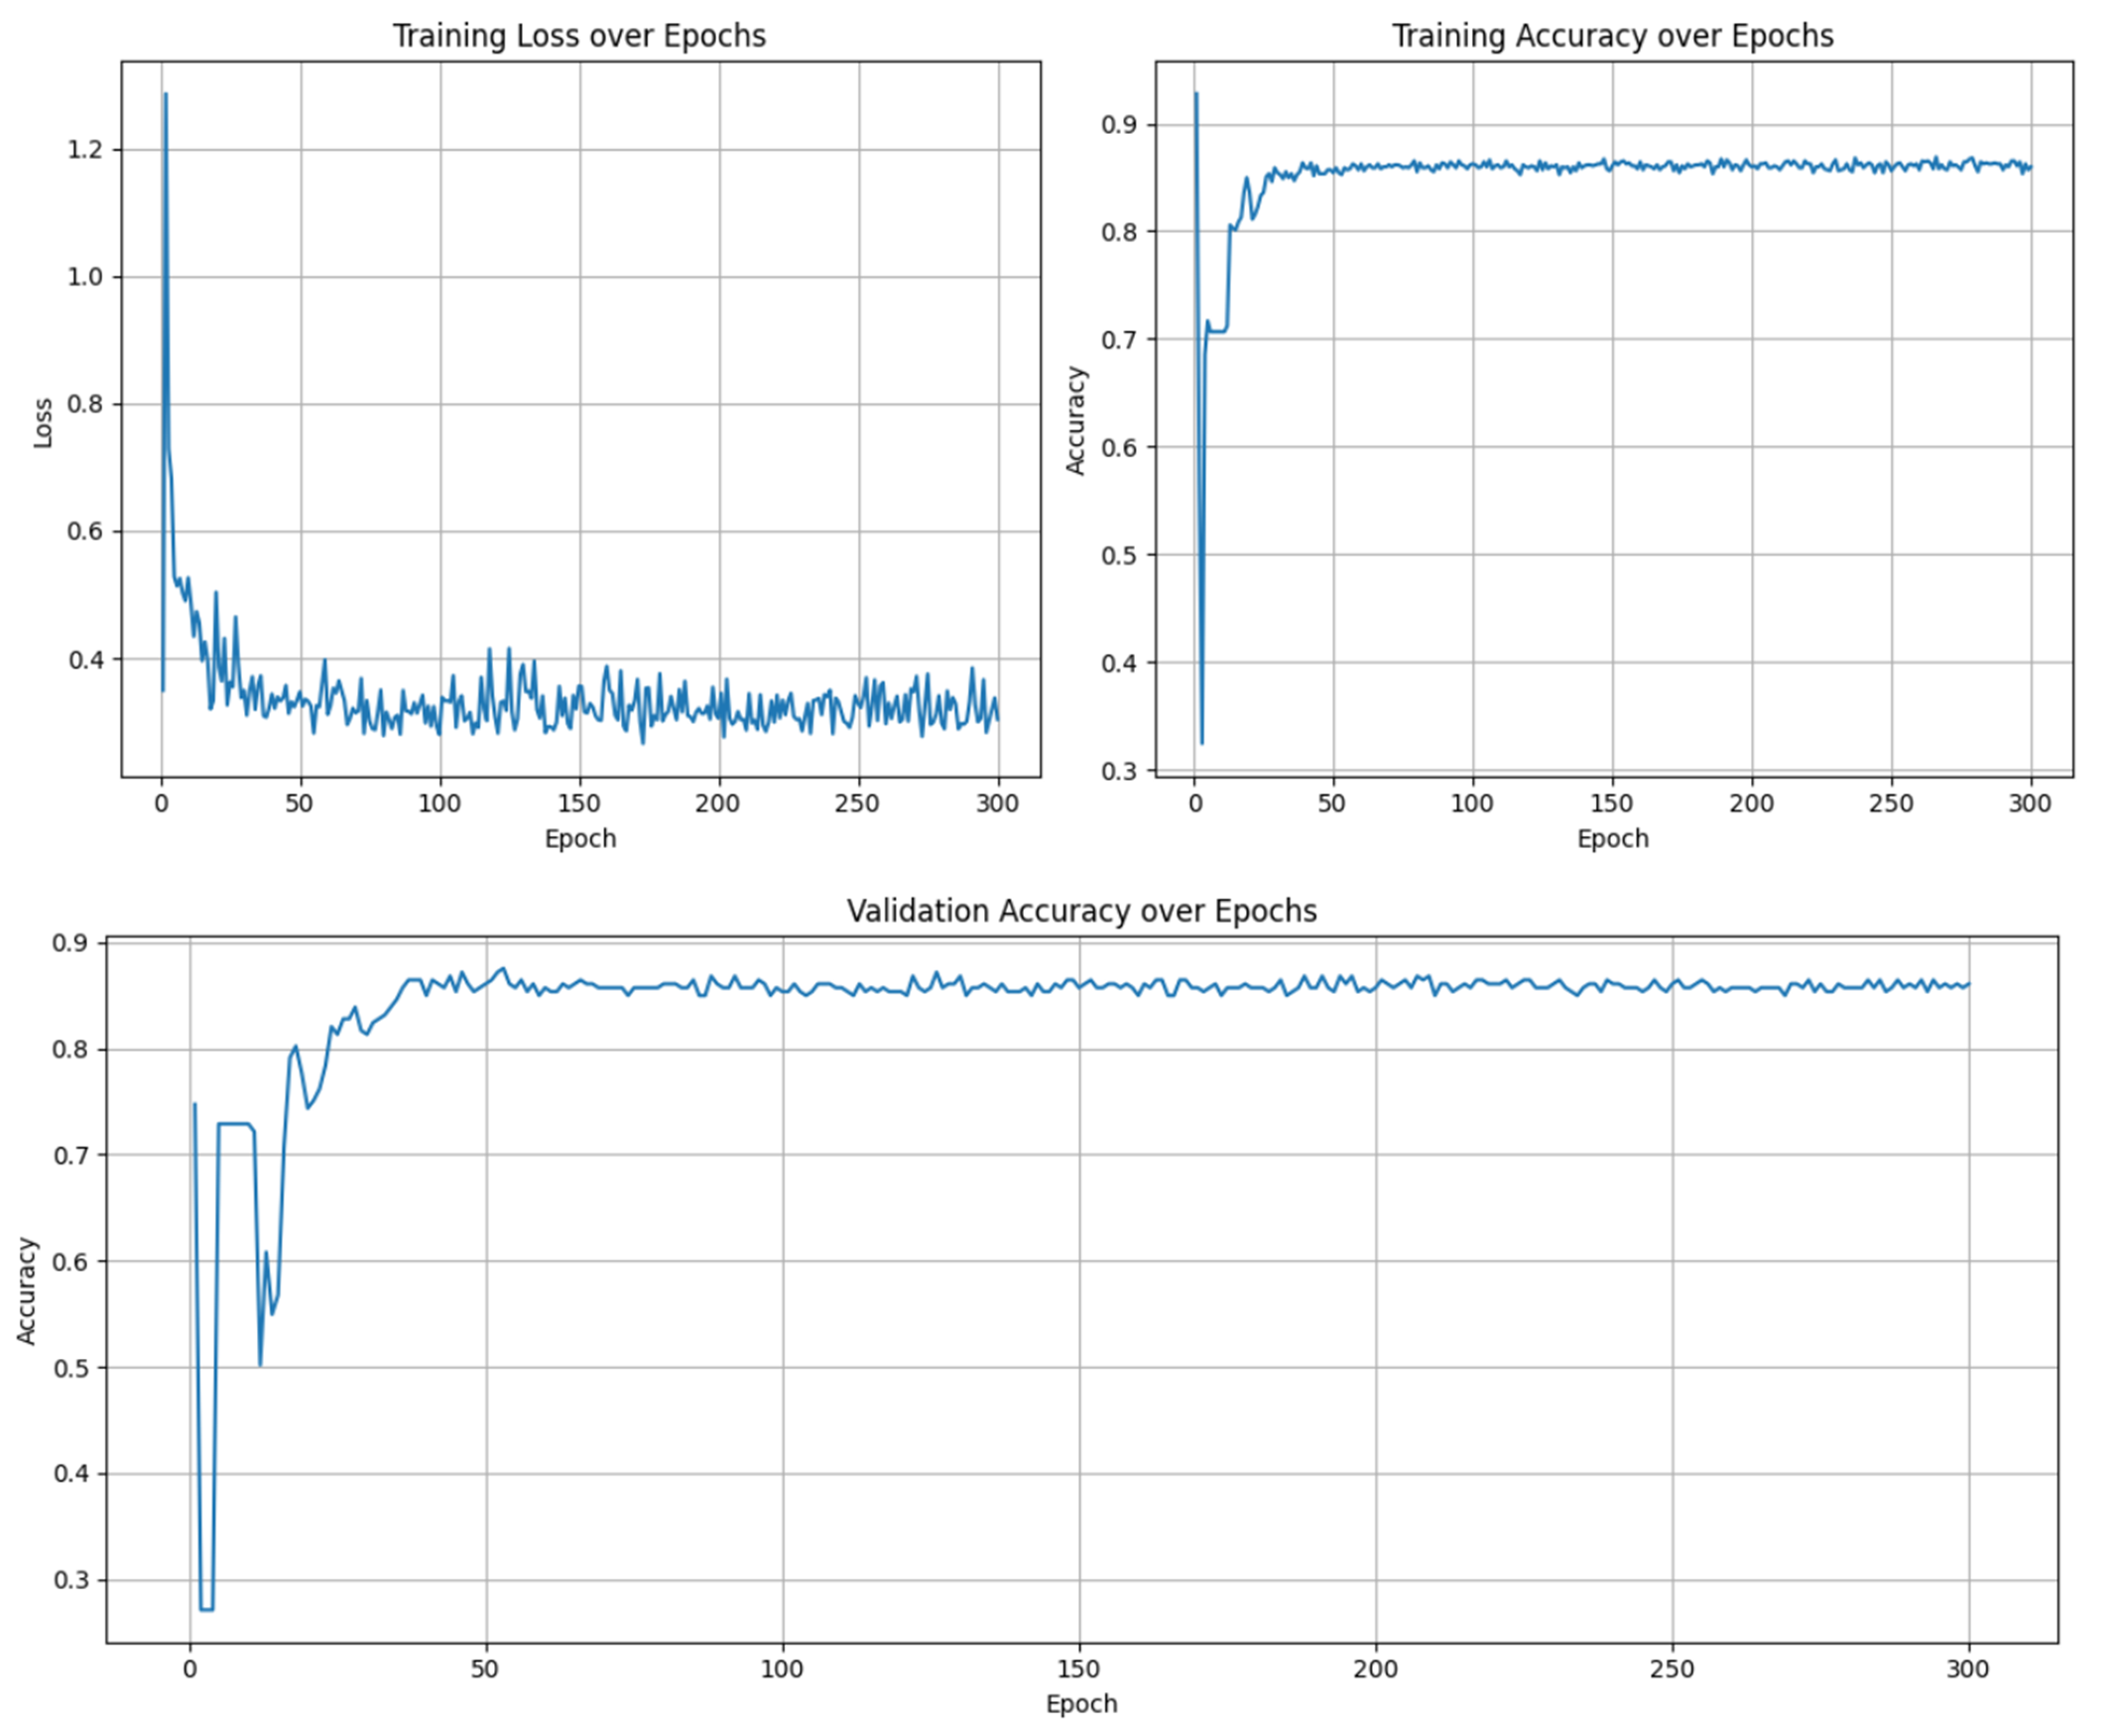 Training Loss over Epochs
1.2
1.0
0.8
0.6
0.4
Loss
0 50 100 150 200 250 300
Epoch
Training Accuracy over Epochs
0.9
0.8
0.7
0.6
0.5
0.4
0.3
Accuracy
0 50 100 150 200 250 300
Epoch
Validation Accuracy over Epochs
0.9
0.8
0.7
0.6
0.5
0.4
0.3
Accuracy
0 50 100 150 200 250 300
Epoch